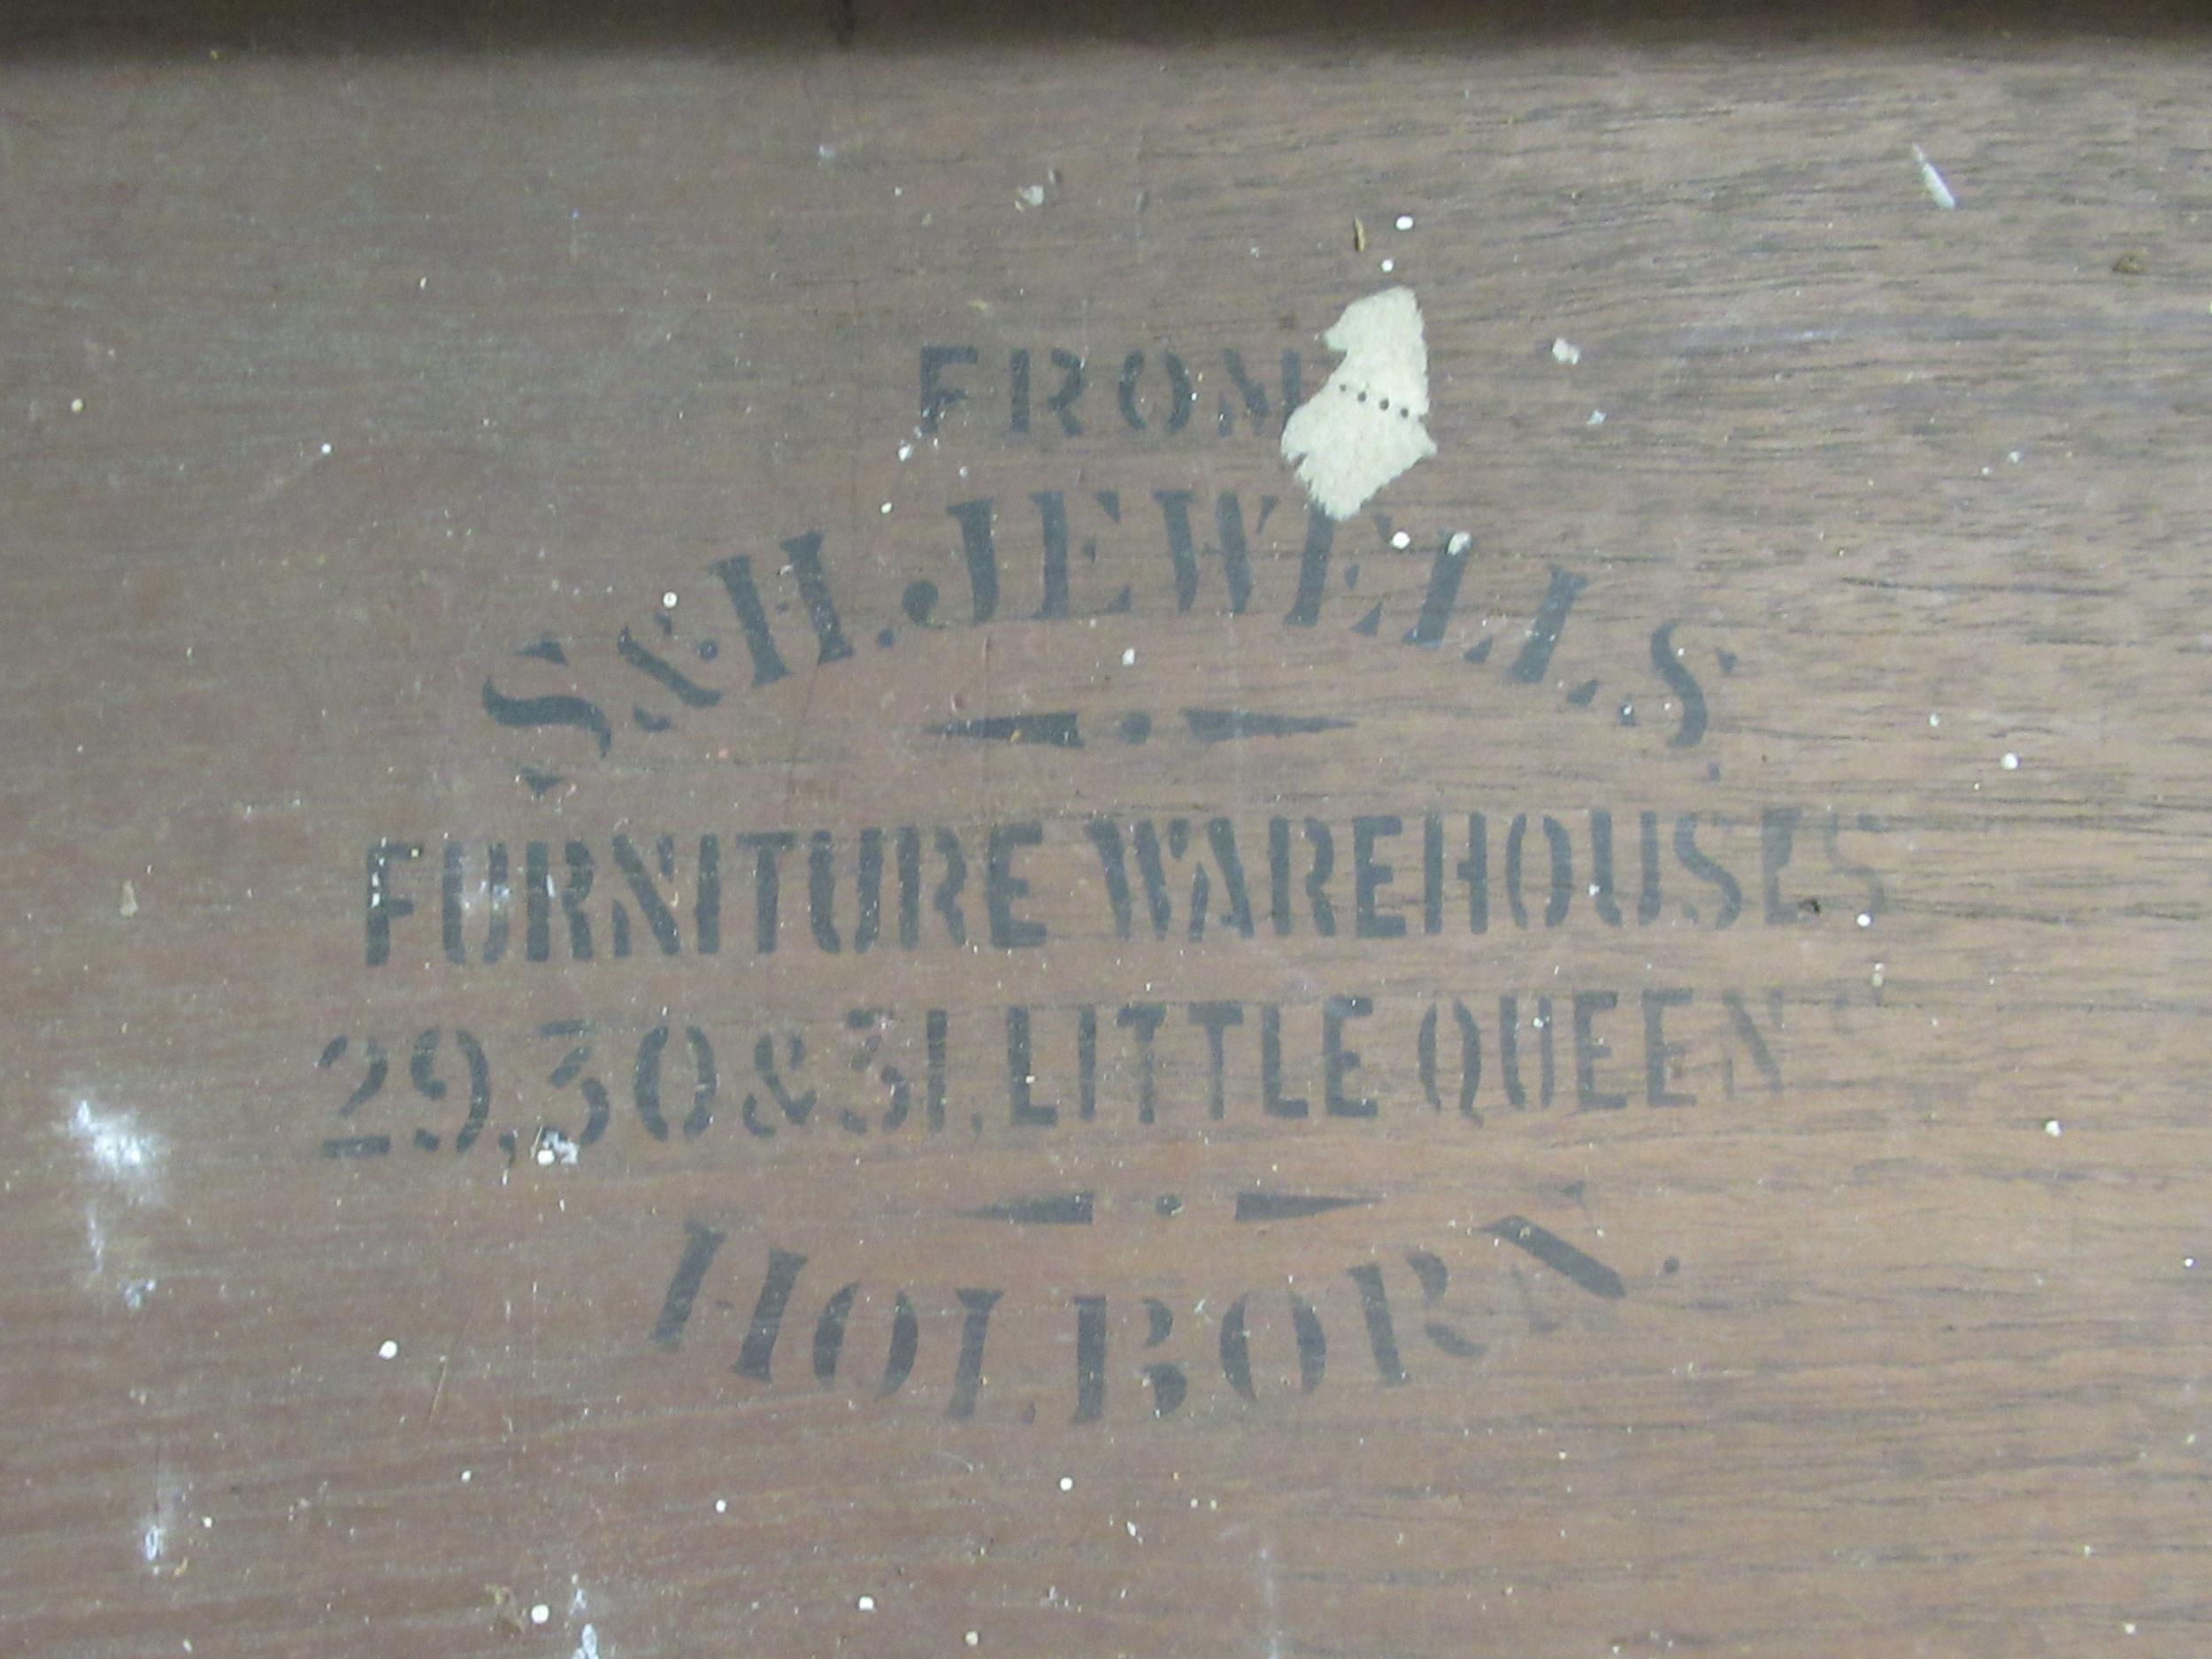 FROM
S & H. JEWELL S
FURNITURE WAREHOUSES
29, 30 & 31, LITTLE QUEEN
HOLBORN.